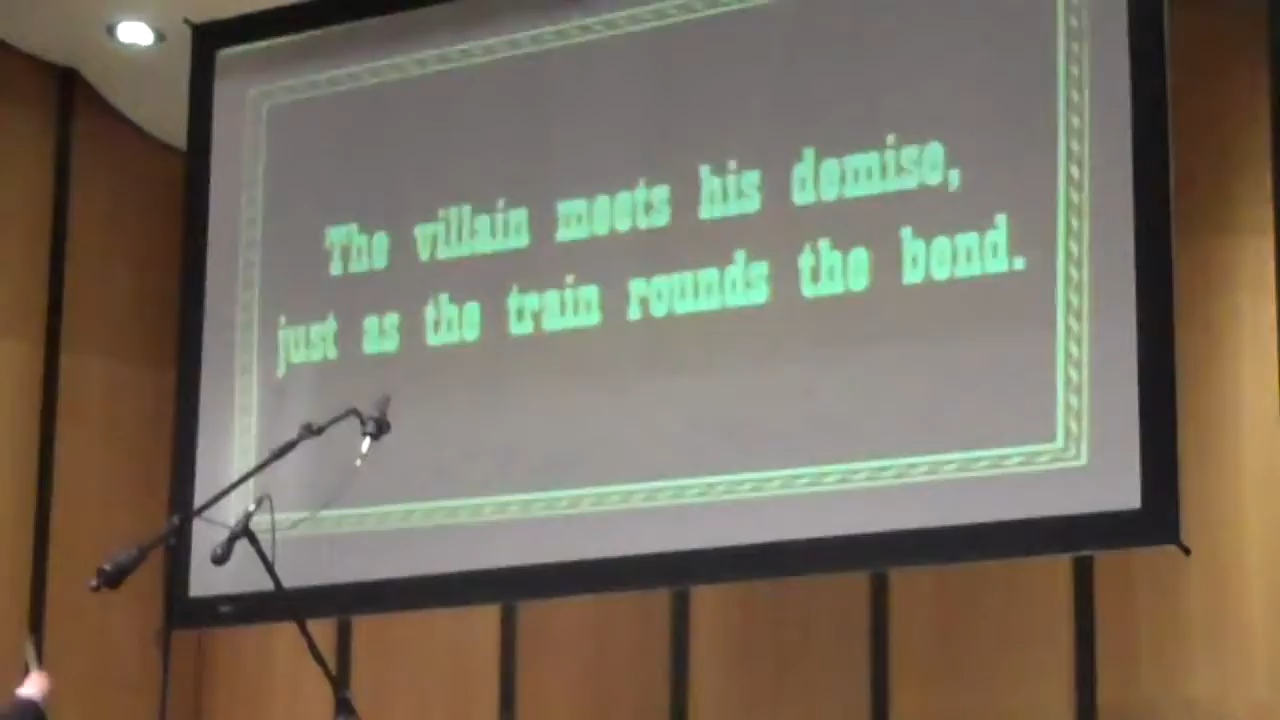 The villain meets his demise,
just as the train rounds the bend.